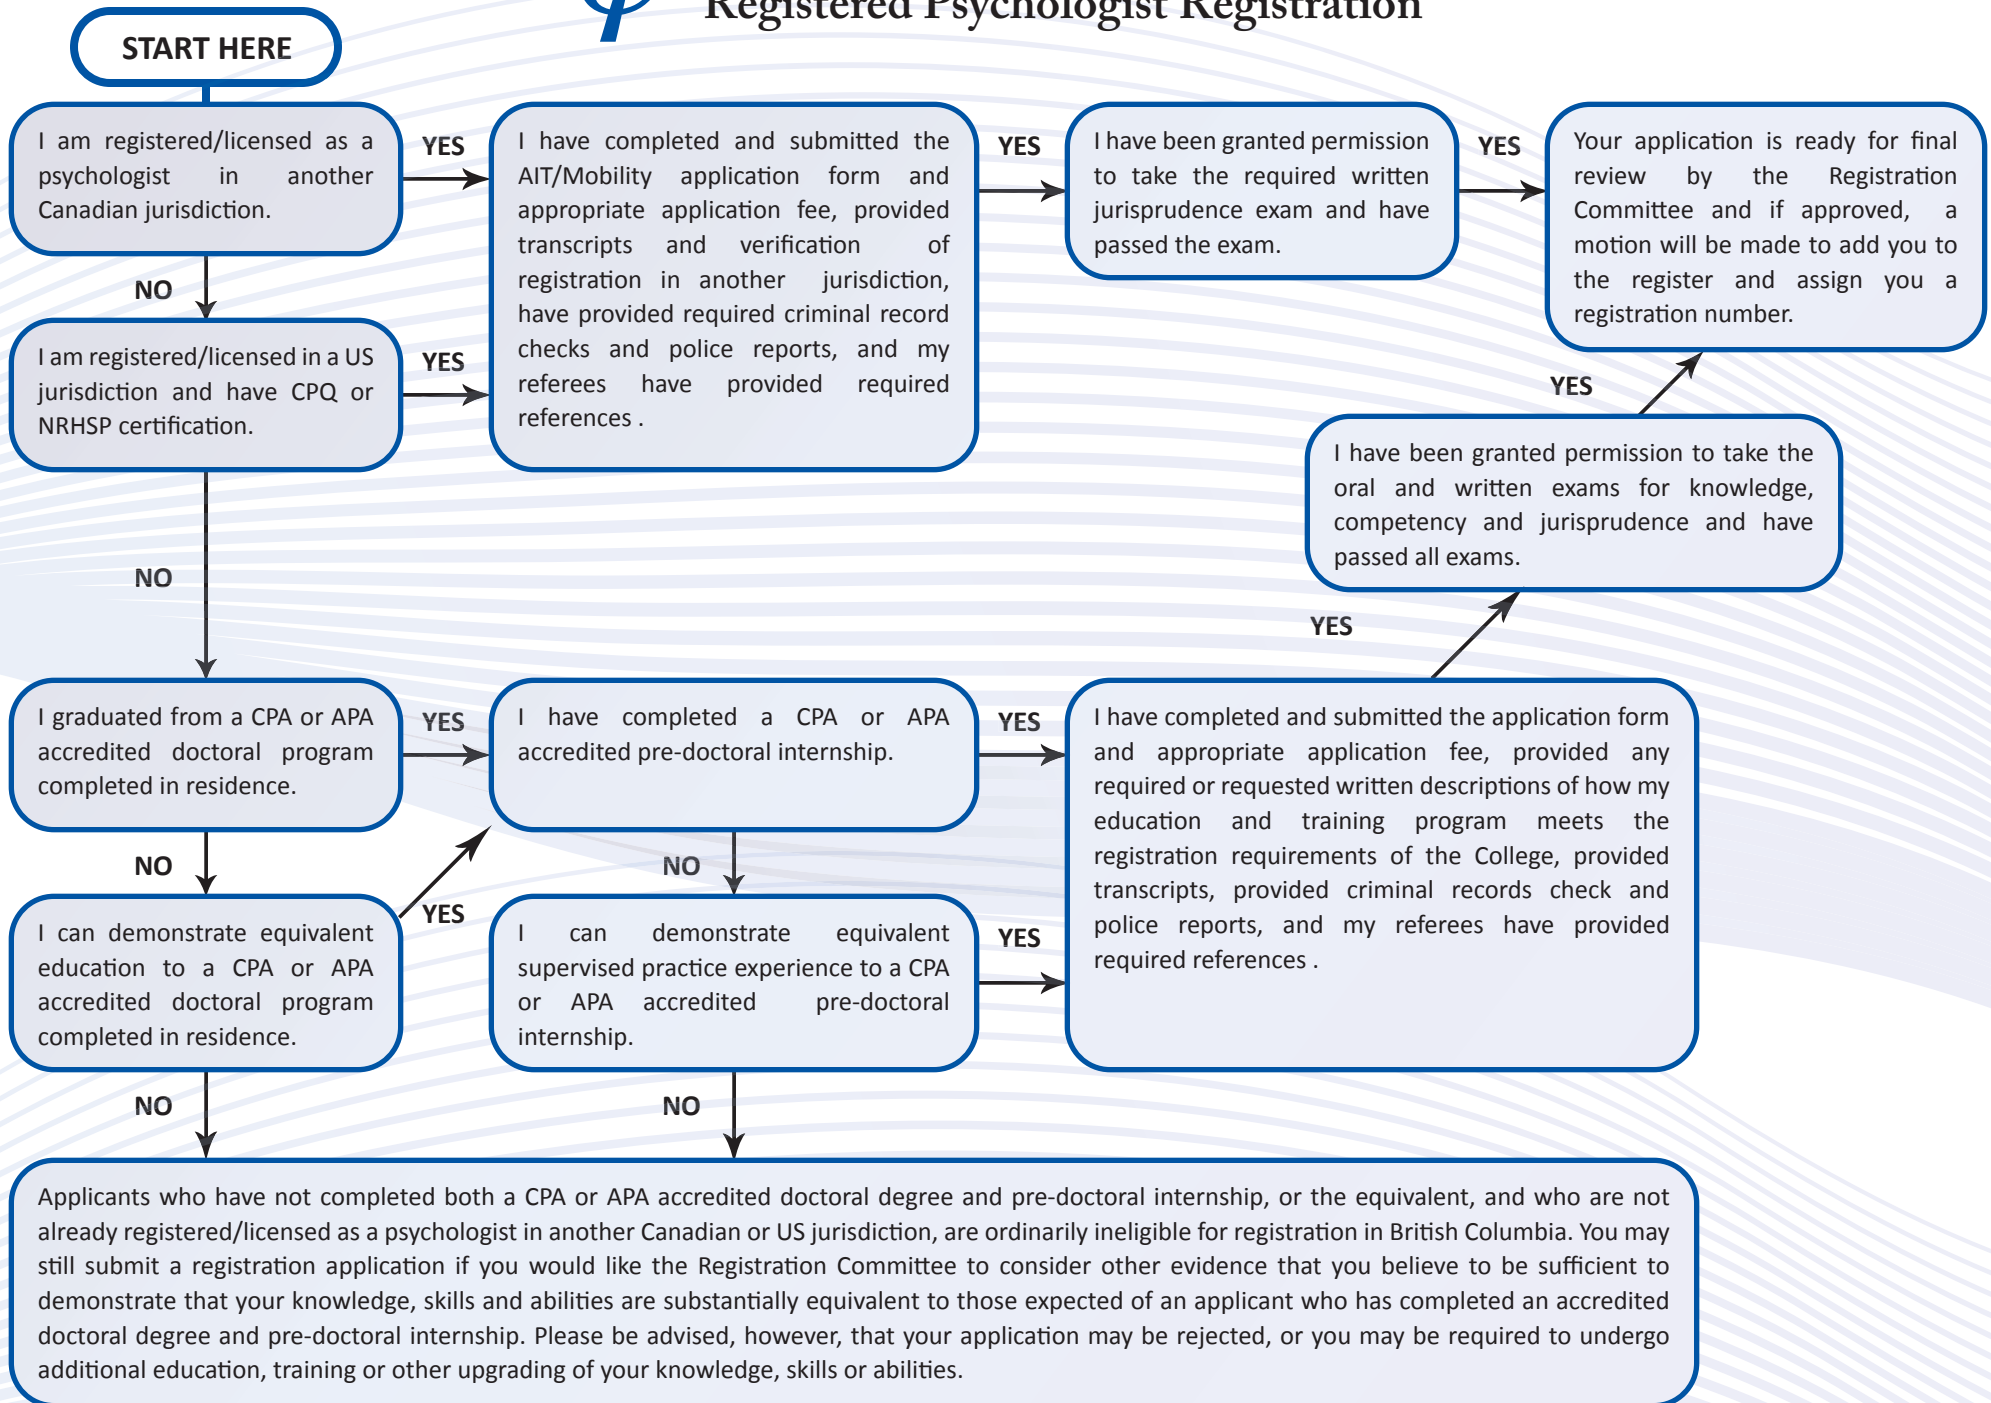 Registered Psychologist Registration
START HERE
I am registered/licensed as a
psychologist in another
Canadian jurisdiction.
YES
I have completed and submitted the
AIT/Mobility application form and
appropriate application fee, provided
transcripts and verification of
registration in another jurisdiction,
have provided required criminal record
checks and police reports, and my
referees have provided required
references .
YES
I have been granted permission
to take the required written
jurisprudence exam and have
passed the exam.
YES
Your application is ready for final
review by the Registration
Committee and if approved, a
motion will be made to add you to
the register and assign you a
registration number.
NO
I am registered/licensed in a US
jurisdiction and have CPQ or
NRHSP certification.
YES
YES
I have been granted permission to take the
oral and written exams for knowledge,
competency and jurisprudence and have
passed all exams.
NO
YES
I graduated from a CPA or APA
accredited doctoral program
completed in residence.
YES
I have completed a CPA or APA
accredited pre-doctoral internship.
YES
I have completed and submitted the application form
and appropriate application fee, provided any
required or requested written descriptions of how my
education and training program meets the
registration requirements of the College, provided
transcripts, provided criminal records check and
police reports, and my referees have provided
required references .
NO
YES
NO
I can demonstrate equivalent
education to a CPA or APA
accredited doctoral program
completed in residence.
I can demonstrate equivalent
supervised practice experience to a CPA
or APA accredited pre-doctoral
internship.
YES
NO
NO
Applicants who have not completed both a CPA or APA accredited doctoral degree and pre-doctoral internship, or the equivalent, and who are not
already registered/licensed as a psychologist in another Canadian or US jurisdiction, are ordinarily ineligible for registration in British Columbia. You may
still submit a registration application if you would like the Registration Committee to consider other evidence that you believe to be sufficient to
demonstrate that your knowledge, skills and abilities are substantially equivalent to those expected of an applicant who has completed an accredited
doctoral degree and pre-doctoral internship. Please be advised, however, that your application may be rejected, or you may be required to undergo
additional education, training or other upgrading of your knowledge, skills or abilities.